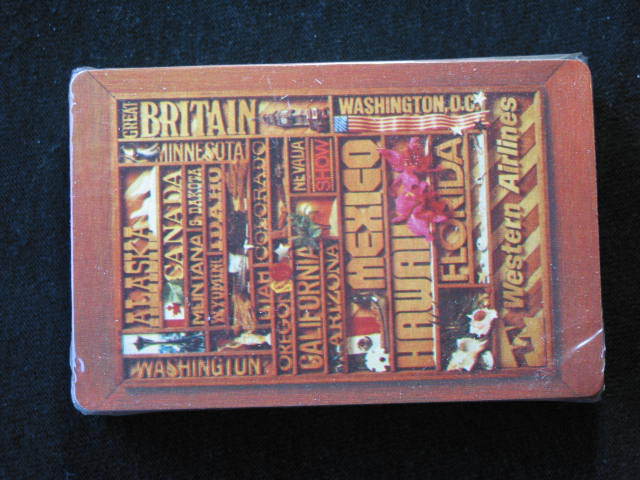 GREAT
BRITAIN
WASHINGTON, D.C.
MINNESOTA
ALASKA
CANADA
MONTANA
S. DAKOTA
WYOMING
IDAHO
UTAH
COLORADO
NEVADA
SHOW
OREGON
CALIFORNIA
ARIZONA
MEXICO
HAWAII
FLORIDA
Western Airlines
WASHINGTON